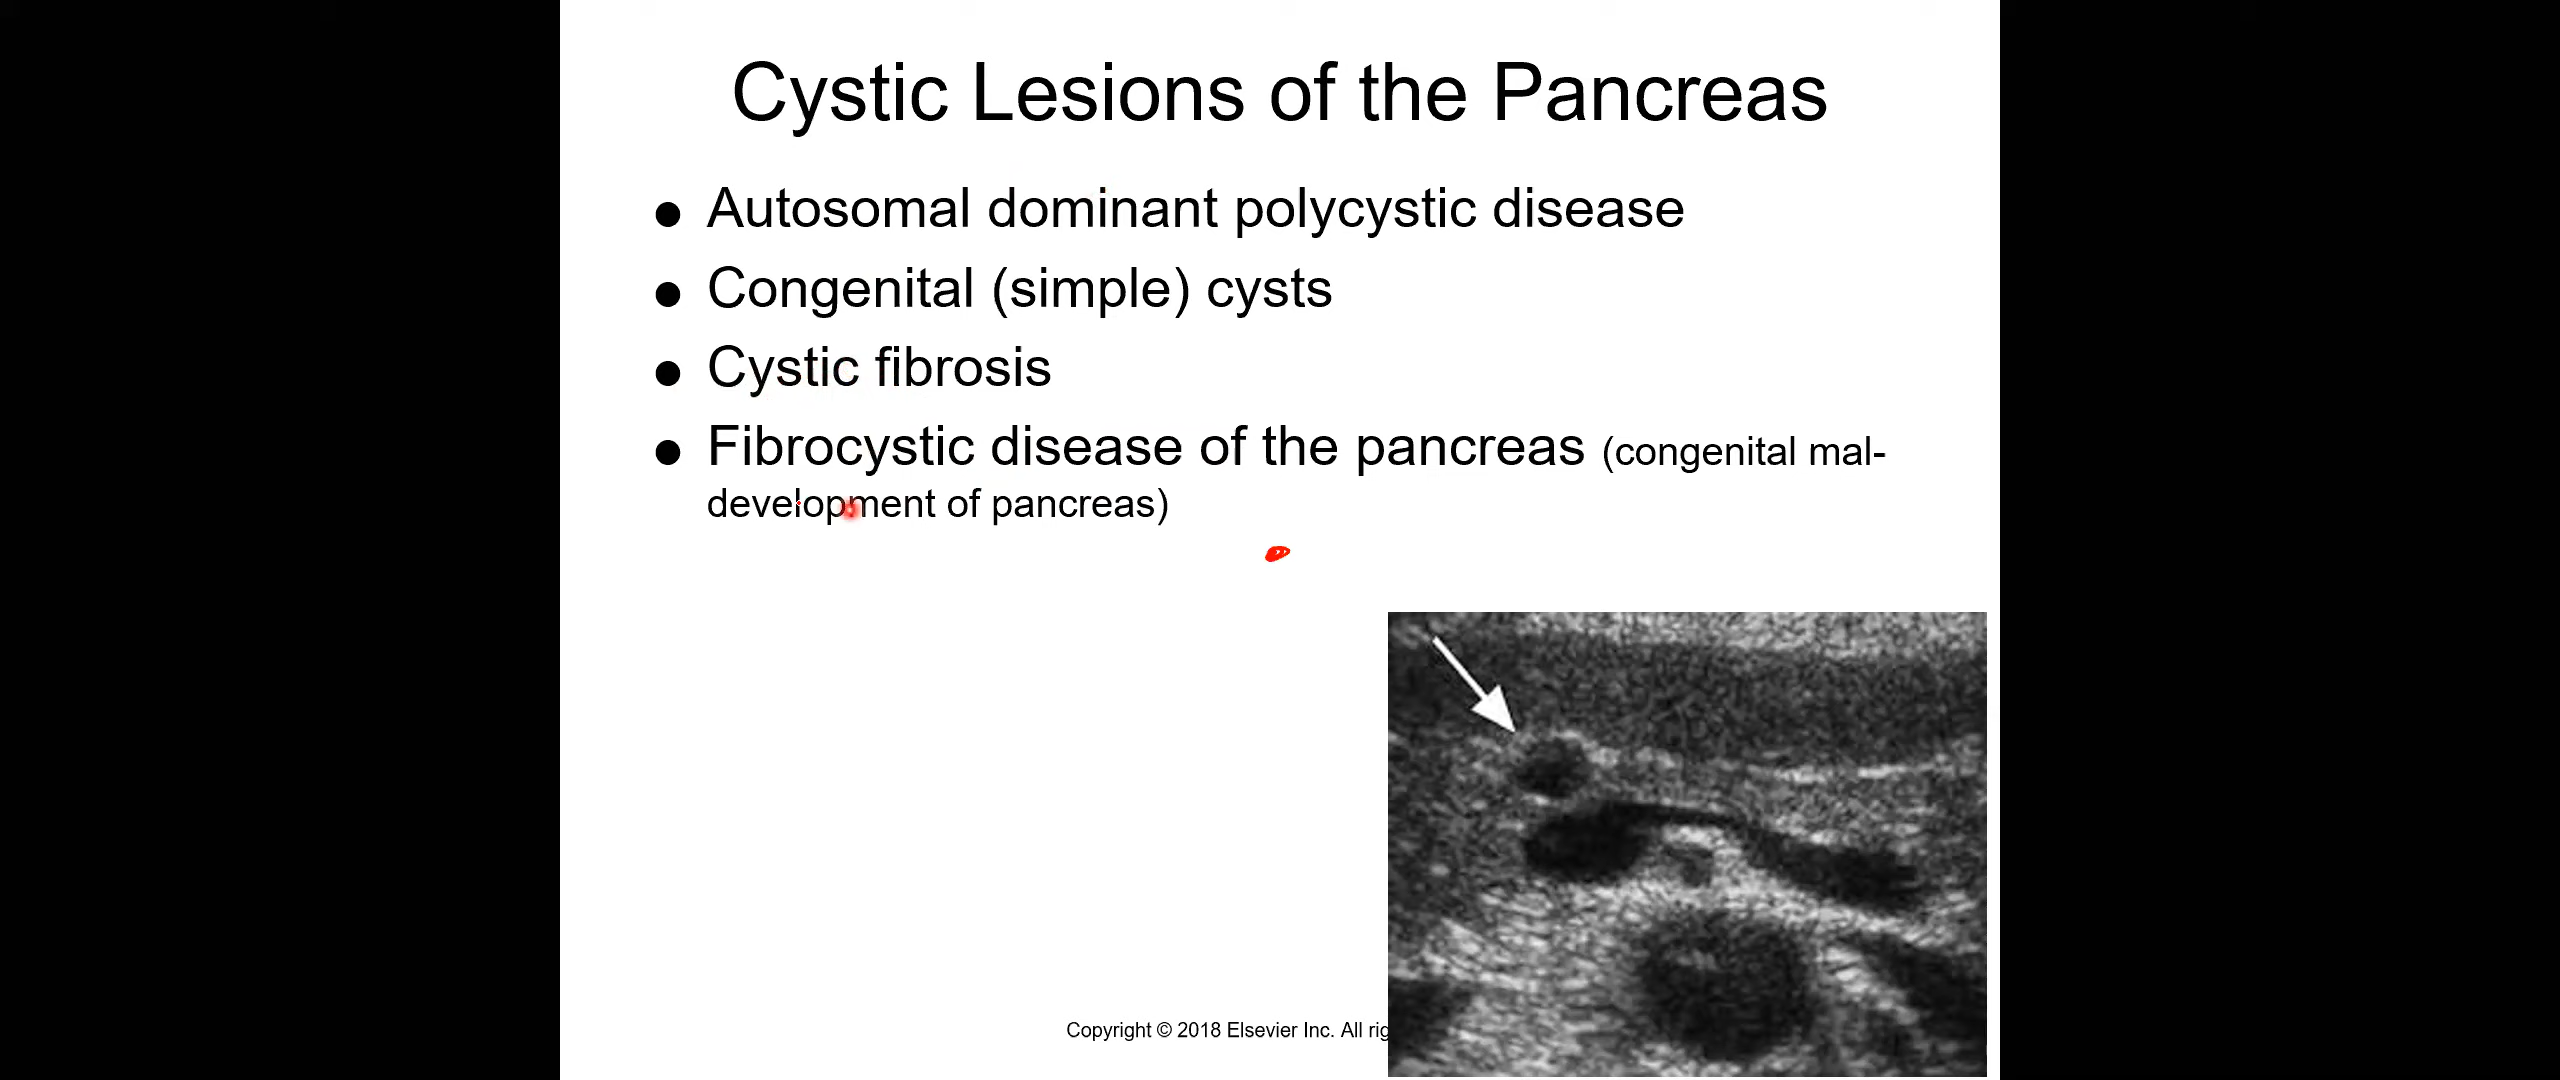 Cystic Lesions of the Pancreas
● Autosomal dominant polycystic disease
● Congenital (simple) cysts
● Cystic fibrosis
● Fibrocystic disease of the pancreas (congenital mal-
development of pancreas)
Copyright © 2018 Elsevier Inc. All rig